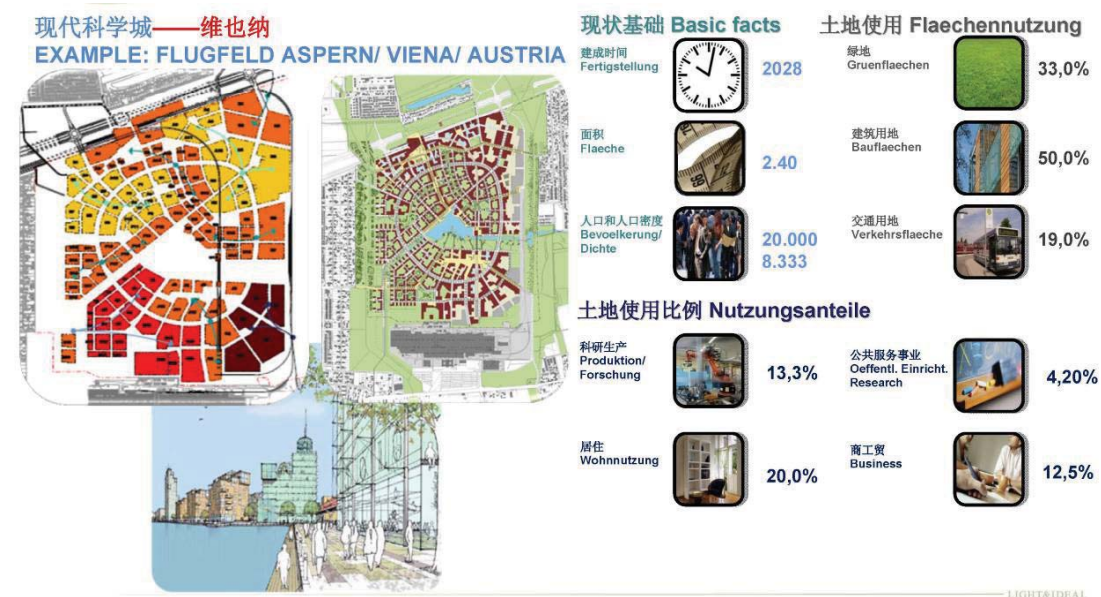 现代科学城——维也纳
EXAMPLE: FLUGFELD ASPERN/ VIENA/ AUSTRIA
现状基础 Basic facts
建成时间
Fertigstellung
2028
面积
Flaeche
2.40
人口和人口密度
Bevoelkerung/
Dichte
20.000
8.333
土地使用 Flaechennutzung
绿地
Gruenflaechen
33,0%
建筑用地
Bauflaechen
50,0%
交通用地
Verkehrsflaeche
19,0%
土地使用比例 Nutzungsanteile
科研生产
Produktion/
Forschung
13,3%
公共服务事业
Oeffentl. Einricht.
Research
4,20%
居住
Wohnnutzung
20,0%
商工贸
Business
12,5%
LIGHT&IDEAL